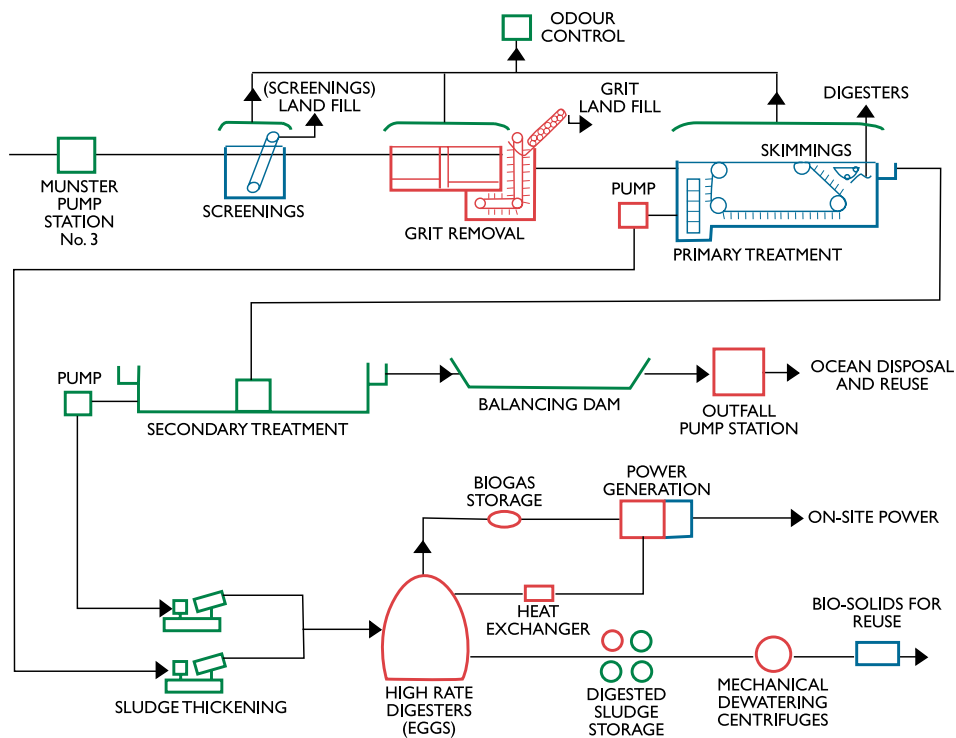 ODOUR
CONTROL
(SCREENINGS)
LAND FILL
GRIT
LAND FILL
DIGESTERS
SKIMMINGS
MUNSTER
PUMP
STATION
No. 3
SCREENINGS
GRIT REMOVAL
PUMP
PRIMARY TREATMENT
PUMP
SECONDARY TREATMENT
BALANCING DAM
OUTFALL
PUMP STATION
OCEAN DISPOSAL
AND REUSE
BIOGAS
STORAGE
POWER
GENERATION
ON-SITE POWER
HEAT
EXCHANGER
BIO-SOLIDS FOR
REUSE
SLUDGE THICKENING
HIGH RATE
DIGESTERS
(EGGS)
DIGESTED
SLUDGE
STORAGE
MECHANICAL
DEWATERING
CENTRIFUGES